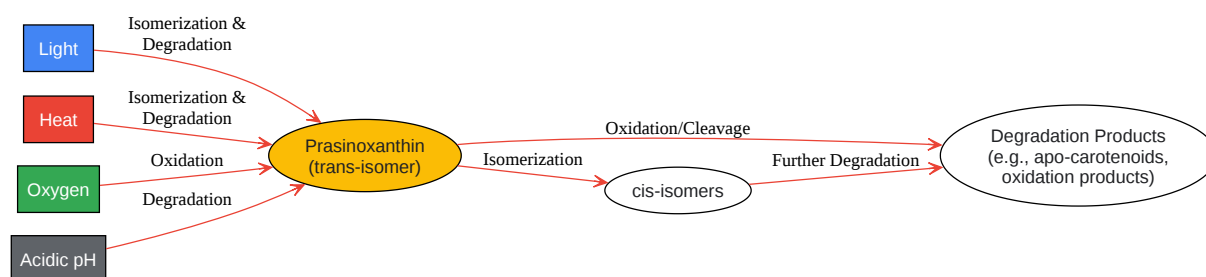 Isomerization &
Degradation
Light
Isomerization &
Degradation
Heat
Oxidation
Oxygen
Degradation
Acidic pH
Prasinoxanthin
(trans-isomer)
Oxidation/Cleavage
Isomerization
cis-isomers
Further Degradation
Degradation Products
(e.g., apo-carotenoids,
oxidation products)